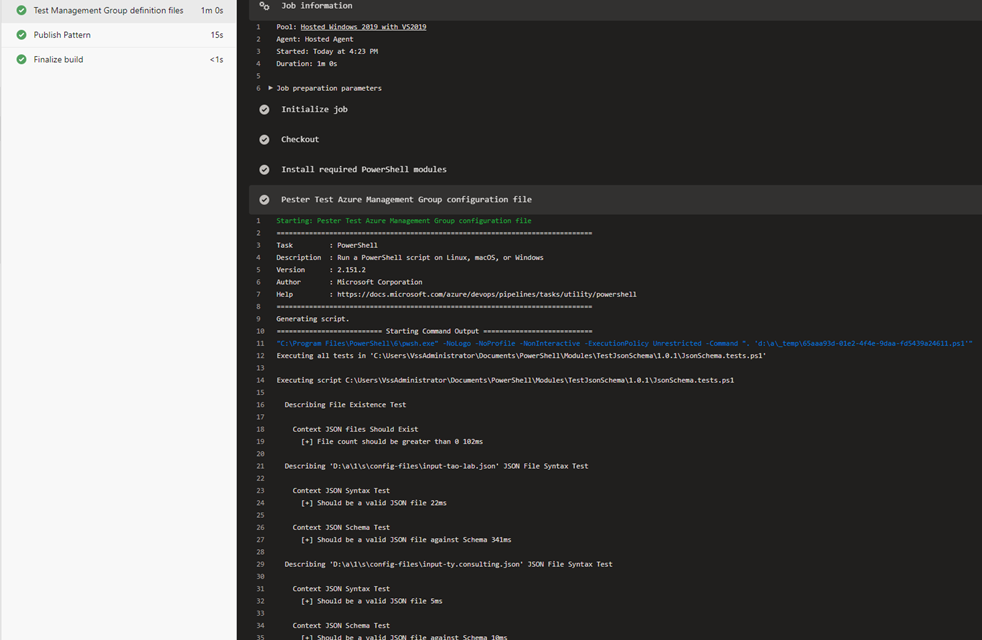 Test Management Group definition files 1m 0s
Publish Pattern 15s
Finalize build <1s
Job information
1 Pool: Hosted Windows 2019 with VS2019
2 Agent: Hosted Agent
3 Started: Today at 4:23 PM
4 Duration: 1m 0s
5
6 Job preparation parameters
Initialize job
Checkout
Install required PowerShell modules
Pester Test Azure Management Group configuration file
1 Starting: Pester Test Azure Management Group configuration file
2 ==============================================================================
3 Task : PowerShell
4 Description : Run a PowerShell script on Linux, macOS, or Windows
5 Version : 2.151.2
6 Author : Microsoft Corporation
7 Help : https://docs.microsoft.com/azure/devops/pipelines/tasks/utility/powershell
8 ==============================================================================
9 Generating script.
10 ========================== Starting Command Output ===========================
11 "C:\Program Files\PowerShell\6\pwsh.exe" -NoLogo -NoProfile -NonInteractive -ExecutionPolicy Unrestricted -Command ". 'd:\a\_temp\65aaa93d-01e2-4f4e-9daa-fd5439a24611.ps1'"
12 Executing all tests in 'C:\Users\VssAdministrator\Documents\PowerShell\Modules\TestJsonSchema\1.0.1\JsonSchema.tests.ps1'
13
14 Executing script C:\Users\VssAdministrator\Documents\PowerShell\Modules\TestJsonSchema\1.0.1\JsonSchema.tests.ps1
15
16 Describing File Existence Test
17
18 Context JSON files Should Exist
19 [+] File count should be greater than 0 102ms
20
21 Describing 'D:\a\1\s\config-files\input-tao-lab.json' JSON File Syntax Test
22
23 Context JSON Syntax Test
24 [+] Should be a valid JSON file 22ms
25
26 Context JSON Schema Test
27 [+] Should be a valid JSON file against Schema 341ms
28
29 Describing 'D:\a\1\s\config-files\input-ty.consulting.json' JSON File Syntax Test
30
31 Context JSON Syntax Test
32 [+] Should be a valid JSON file 5ms
33
34 Context JSON Schema Test
35 [+] Should be a valid JSON file against Schema 10ms